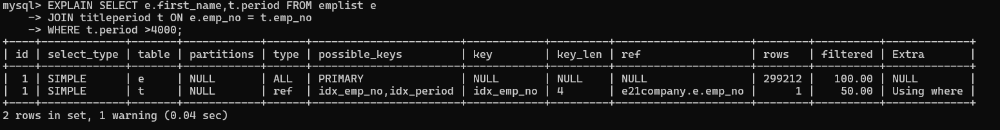 mysql> EXPLAIN SELECT e.first_name,t.period FROM emplist e
    -> JOIN titleperiod t ON e.emp_no = t.emp_no
    -> WHERE t.period >4000;
+----+-------------+-------+------------+------+-----------------------+------------+---------+---------------------+--------+----------+-------------+
| id | select_type | table | partitions | type | possible_keys         | key        | key_len | ref                 | rows   | filtered | Extra       |
+----+-------------+-------+------------+------+-----------------------+------------+---------+---------------------+--------+----------+-------------+
|  1 | SIMPLE      | e     | NULL       | ALL  | PRIMARY               | NULL       | NULL    | NULL                | 299212 |   100.00 | NULL        |
|  1 | SIMPLE      | t     | NULL       | ref  | idx_emp_no,idx_period | idx_emp_no | 4       | e21company.e.emp_no |      1 |    50.00 | Using where |
+----+-------------+-------+------------+------+-----------------------+------------+---------+---------------------+--------+----------+-------------+
2 rows in set, 1 warning (0.04 sec)